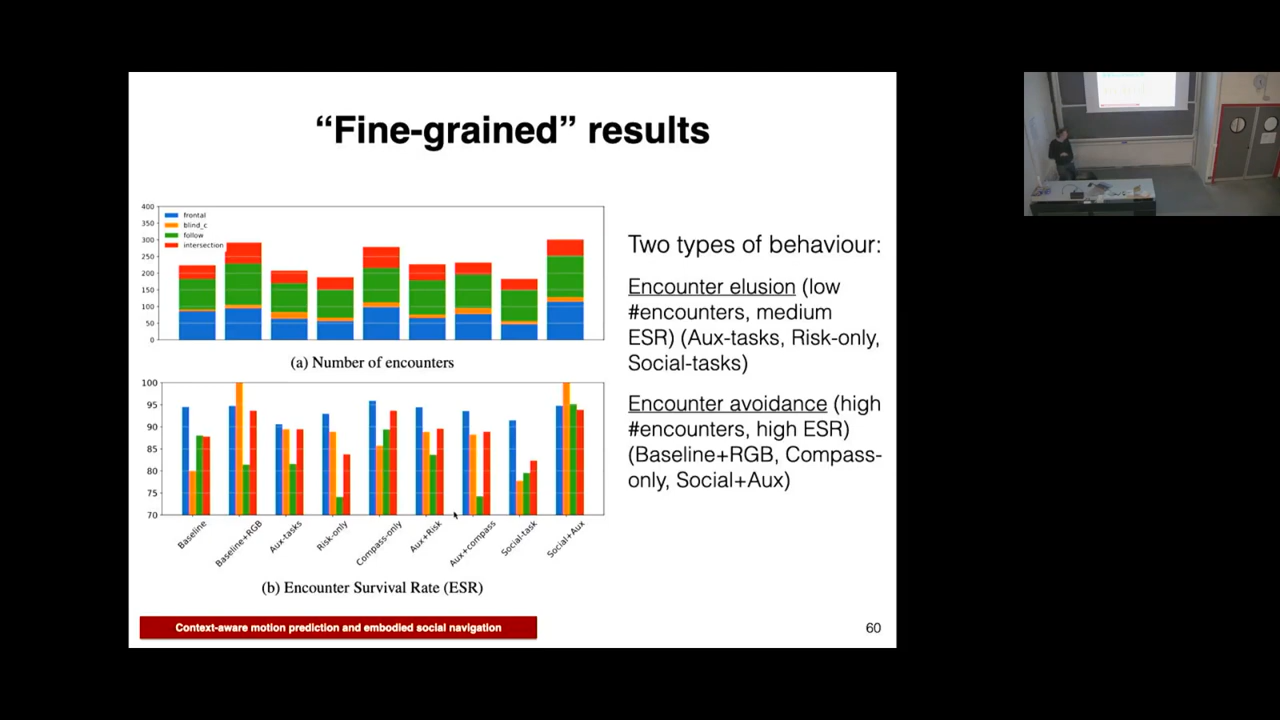 “Fine-grained” results
400
350
300
250
200
150
100
50
0
frontal
blind_c
follow
intersection
(a) Number of encounters
100
95
90
85
80
75
70
Baseline
Baseline+RGB
Aux-tasks
Risk-only
Compass-only
Aux+Risk
Aux+compass
Social-task
Social+Aux
(b) Encounter Survival Rate (ESR)
Two types of behaviour:
Encounter elusion (low
#encounters, medium
ESR) (Aux-tasks, Risk-only,
Social-tasks)
Encounter avoidance (high
#encounters, high ESR)
(Baseline+RGB, Compass-
only, Social+Aux)
Context-aware motion prediction and embodied social navigation
60